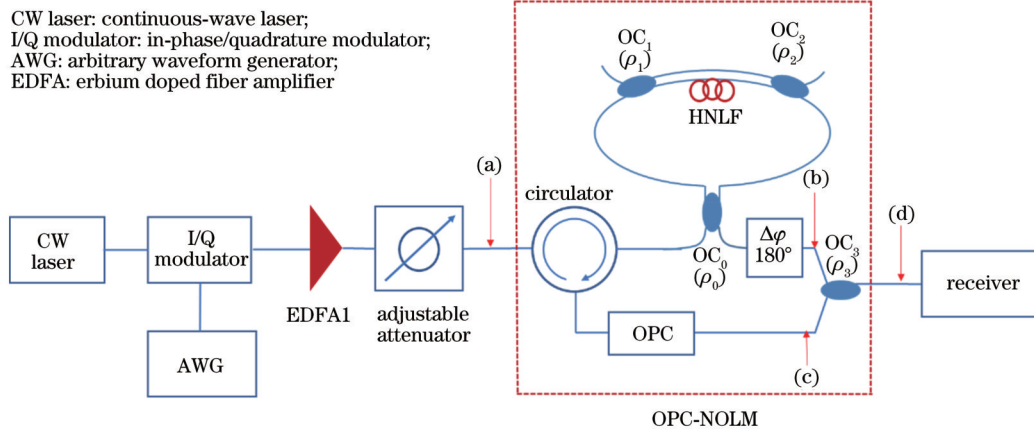 CW laser: continuous-wave laser;
I/Q modulator: in-phase/quadrature modulator;
AWG: arbitrary waveform generator;
EDFA: erbium doped fiber amplifier
OC₁
(ρ₁)
OC₂
(ρ₂)
HNLF
(a)
circulator
(b)
(d)
CW
laser
I/Q
modulator
EDFA1
adjustable
attenuator
OC₀
(ρ₀)
Δφ
180°
OC₃
(ρ₃)
receiver
AWG
OPC
(c)
OPC-NOLM